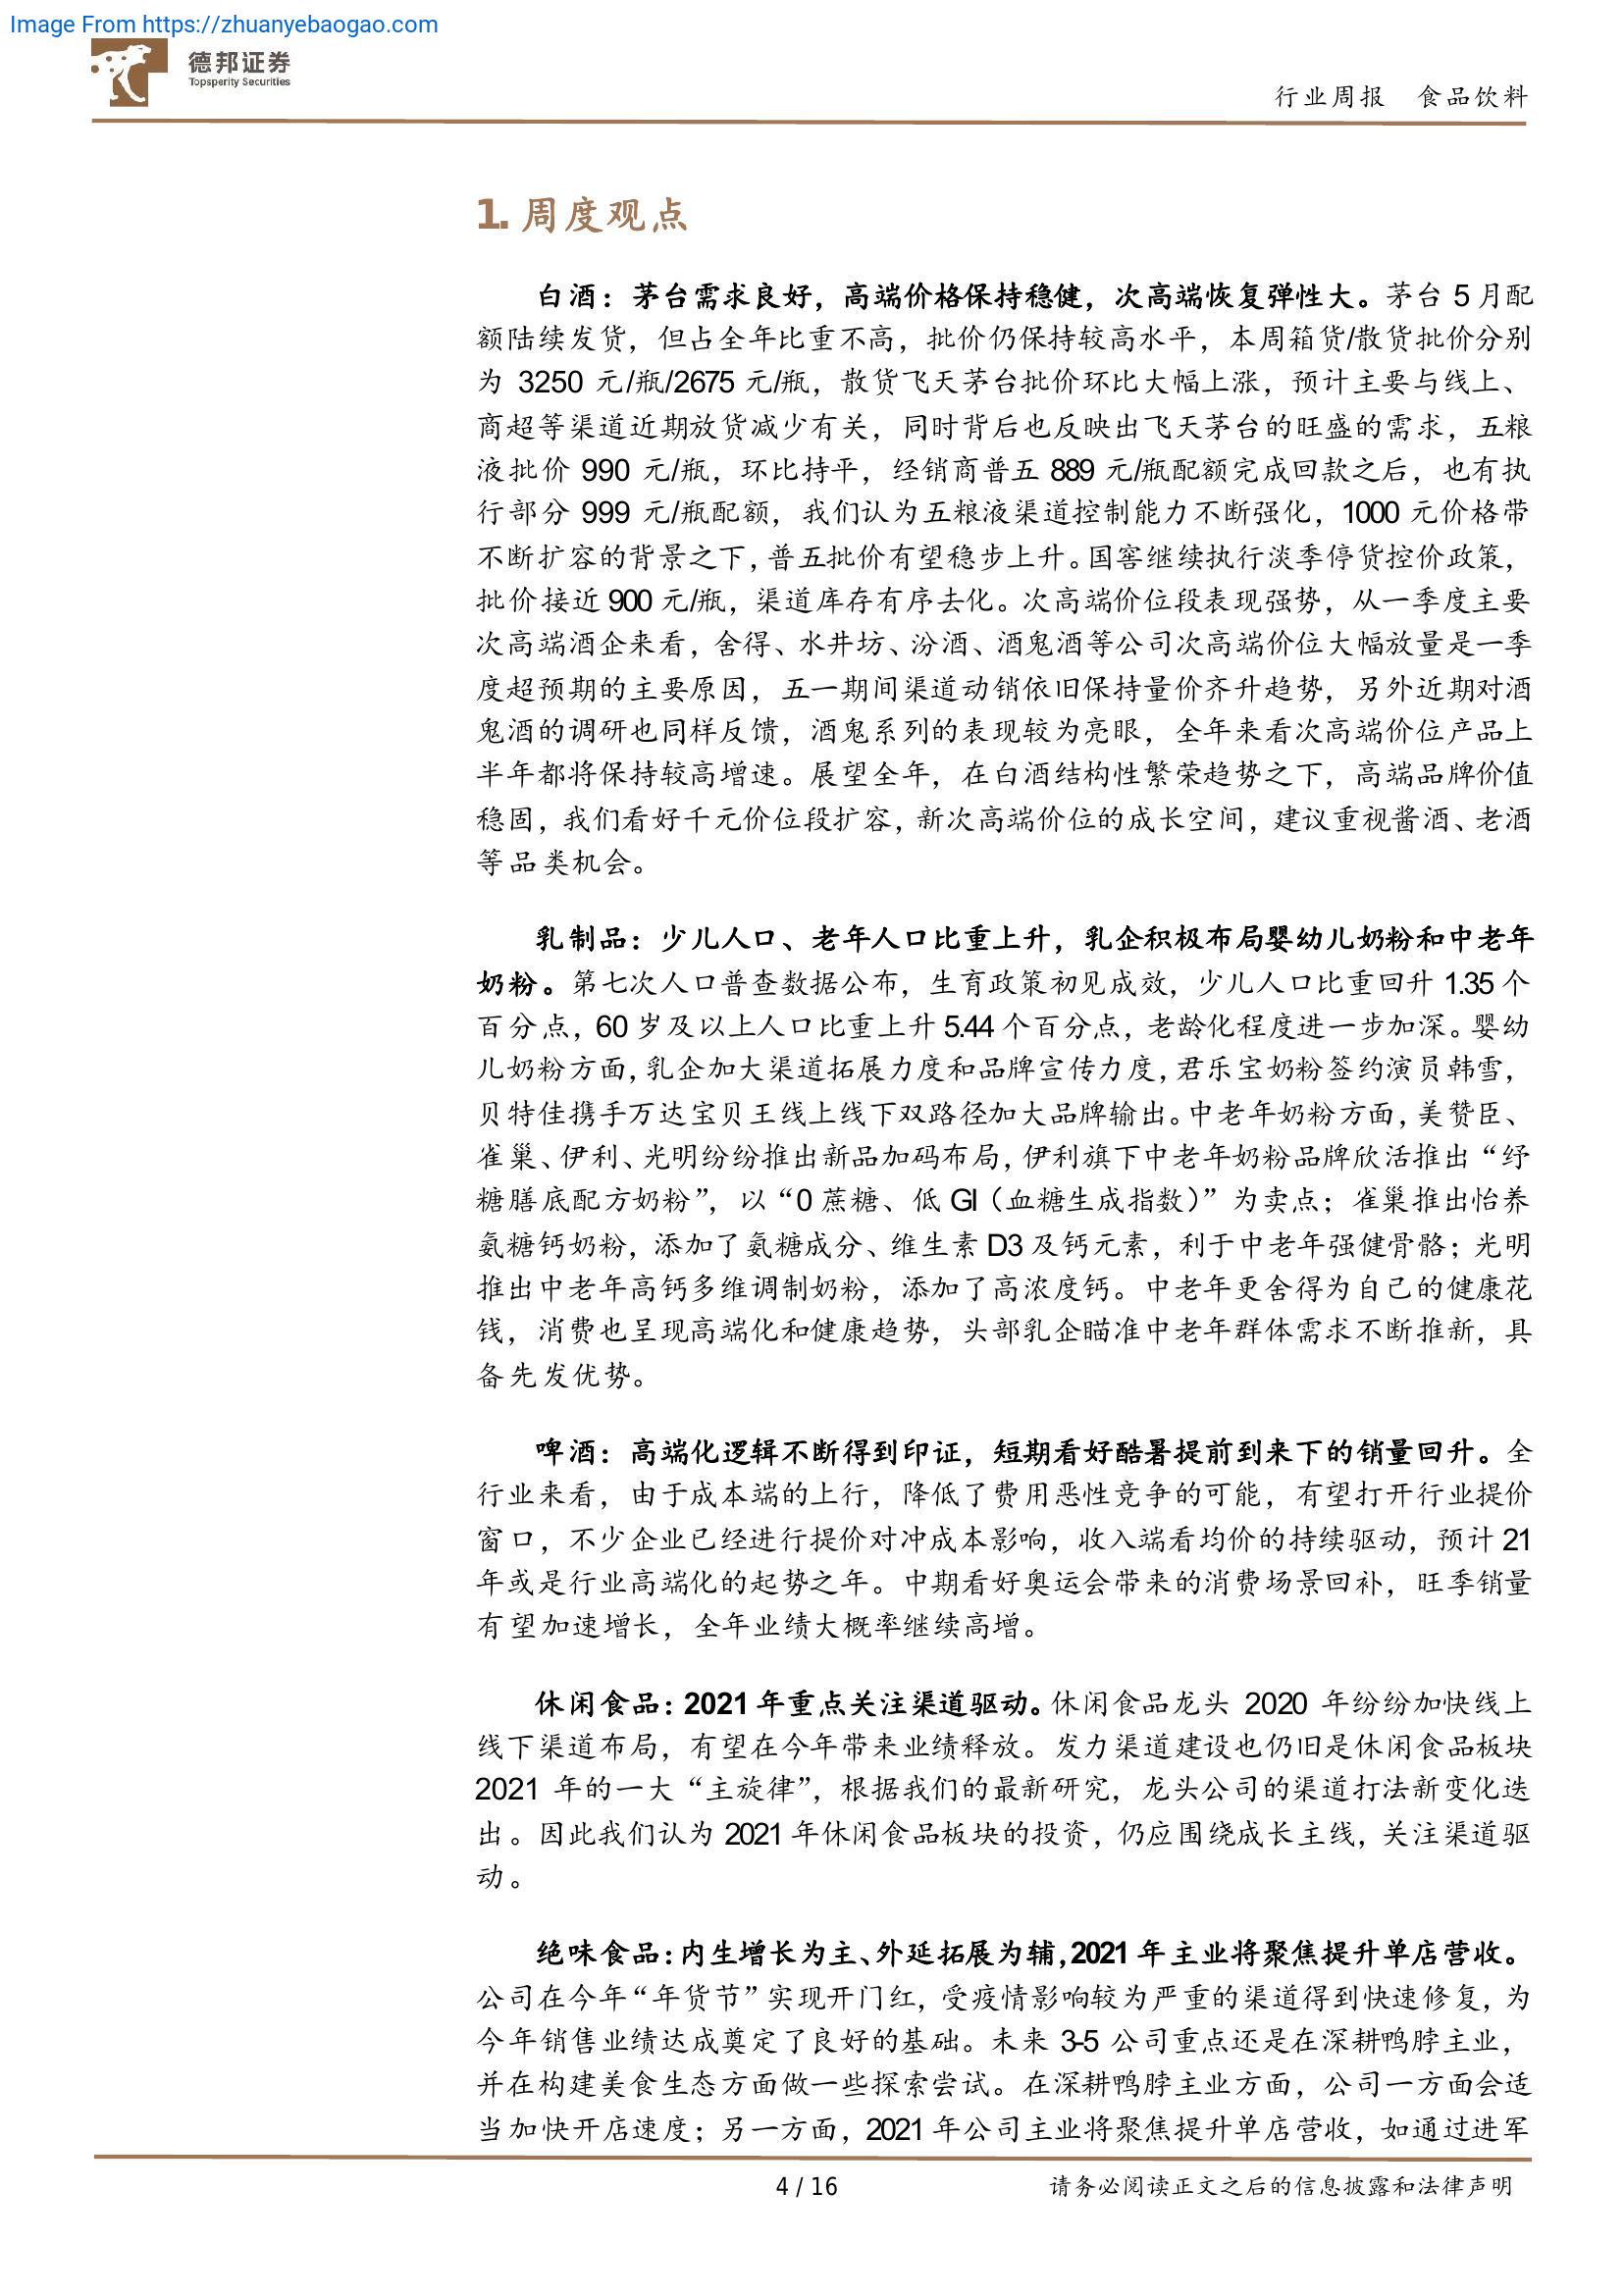 Image From https://zhuanyebaogao.com
德邦证券
Topsperity Securities
行业周报 食品饮料
1. 周度观点
白酒：茅台需求良好，高端价格保持稳健，次高端恢复弹性大。茅台 5 月配
额陆续发货，但占全年比重不高，批价仍保持较高水平，本周箱货/散货批价分别
为 3250 元/瓶/2675 元/瓶，散货飞天茅台批价环比大幅上涨，预计主要与线上、
商超等渠道近期放货减少有关，同时背后也反映出飞天茅台的旺盛的需求，五粮
液批价 990 元/瓶，环比持平，经销商普五 889 元/瓶配额完成回款之后，也有执
行部分 999 元/瓶配额，我们认为五粮液渠道控制能力不断强化，1000 元价格带
不断扩容的背景之下，普五批价有望稳步上升。国窖继续执行淡季停货控价政策，
批价接近 900 元/瓶，渠道库存有序去化。次高端价位段表现强势，从一季度主要
次高端酒企来看，舍得、水井坊、汾酒、酒鬼酒等公司次高端价位大幅放量是一季
度超预期的主要原因，五一期间渠道动销依旧保持量价齐升趋势，另外近期对酒
鬼酒的调研也同样反馈，酒鬼系列的表现较为亮眼，全年来看次高端价位产品上
半年都将保持较高增速。展望全年，在白酒结构性繁荣趋势之下，高端品牌价值
稳固，我们看好千元价位段扩容，新次高端价位的成长空间，建议重视酱酒、老酒
等品类机会。
乳制品：少儿人口、老年人口比重上升，乳企积极布局婴幼儿奶粉和中老年
奶粉。第七次人口普查数据公布，生育政策初见成效，少儿人口比重回升 1.35 个
百分点，60 岁及以上人口比重上升 5.44 个百分点，老龄化程度进一步加深。婴幼
儿奶粉方面，乳企加大渠道拓展力度和品牌宣传力度，君乐宝奶粉签约演员韩雪，
贝特佳携手万达宝贝王线上线下双路径加大品牌输出。中老年奶粉方面，美赞臣、
雀巢、伊利、光明纷纷推出新品加码布局，伊利旗下中老年奶粉品牌欣活推出“纾
糖膳底配方奶粉”，以“0 蔗糖、低 GI（血糖生成指数）”为卖点；雀巢推出怡养
氨糖钙奶粉，添加了氨糖成分、维生素 D3 及钙元素，利于中老年强健骨骼；光明
推出中老年高钙多维调制奶粉，添加了高浓度钙。中老年更舍得为自己的健康花
钱，消费也呈现高端化和健康趋势，头部乳企瞄准中老年群体需求不断推新，具
备先发优势。
啤酒：高端化逻辑不断得到印证，短期看好酷暑提前到来下的销量回升。全
行业来看，由于成本端的上行，降低了费用恶性竞争的可能，有望打开行业提价
窗口，不少企业已经进行提价对冲成本影响，收入端看均价的持续驱动，预计 21
年或是行业高端化的起势之年。中期看好奥运会带来的消费场景回补，旺季销量
有望加速增长，全年业绩大概率继续高增。
休闲食品：2021 年重点关注渠道驱动。休闲食品龙头 2020 年纷纷加快线上
线下渠道布局，有望在今年带来业绩释放。发力渠道建设也仍旧是休闲食品板块
2021 年的一大“主旋律”，根据我们的最新研究，龙头公司的渠道打法新变化迭
出。因此我们认为 2021 年休闲食品板块的投资，仍应围绕成长主线，关注渠道驱
动。
绝味食品：内生增长为主、外延拓展为辅，2021 年主业将聚焦提升单店营收。
公司在今年“年货节”实现开门红，受疫情影响较为严重的渠道得到快速修复，为
今年销售业绩达成奠定了良好的基础。未来 3-5 公司重点还是在深耕鸭脖主业，
并在构建美食生态方面做一些探索尝试。在深耕鸭脖主业方面，公司一方面会适
当加快开店速度；另一方面，2021 年公司主业将聚焦提升单店营收，如通过进军
4 / 16
请务必阅读正文之后的信息披露和法律声明